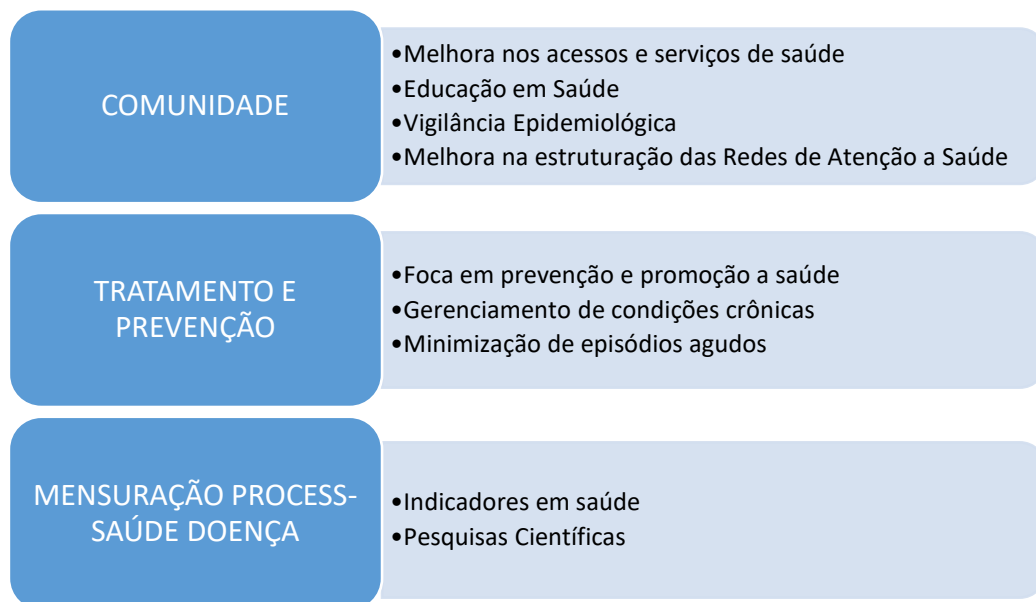 COMUNIDADE
•Melhora nos acessos e serviços de saúde
•Educação em Saúde
•Vigilância Epidemiológica
•Melhora na estruturação das Redes de Atenção a Saúde
TRATAMENTO E
PREVENÇÃO
•Foca em prevenção e promoção a saúde
•Gerenciamento de condições crônicas
•Minimização de episódios agudos
MENSURAÇÃO PROCESS-
SAÚDE DOENÇA
•Indicadores em saúde
•Pesquisas Científicas